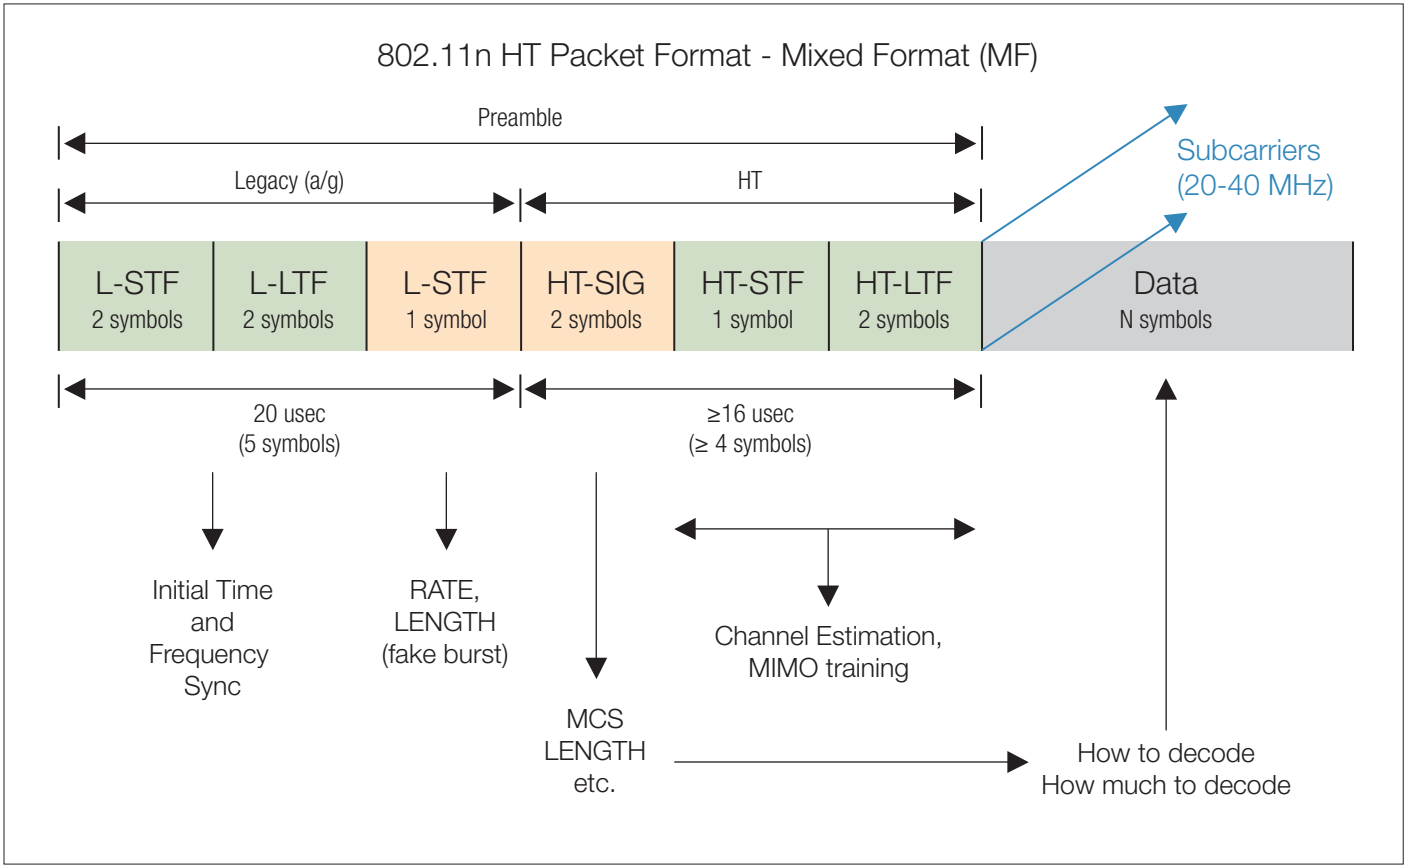 802.11n HT Packet Format - Mixed Format (MF)
Preamble
Subcarriers
(20-40 MHz)
Legacy (a/g)
HT
L-STF
2 symbols
L-LTF
2 symbols
L-STF
1 symbol
HT-SIG
2 symbols
HT-STF
1 symbol
HT-LTF
2 symbols
Data
N symbols
20 usec
(5 symbols)
≥16 usec
(≥ 4 symbols)
Initial Time
and
Frequency
Sync
RATE,
LENGTH
(fake burst)
MCS
LENGTH
etc.
Channel Estimation,
MIMO training
How to decode
How much to decode